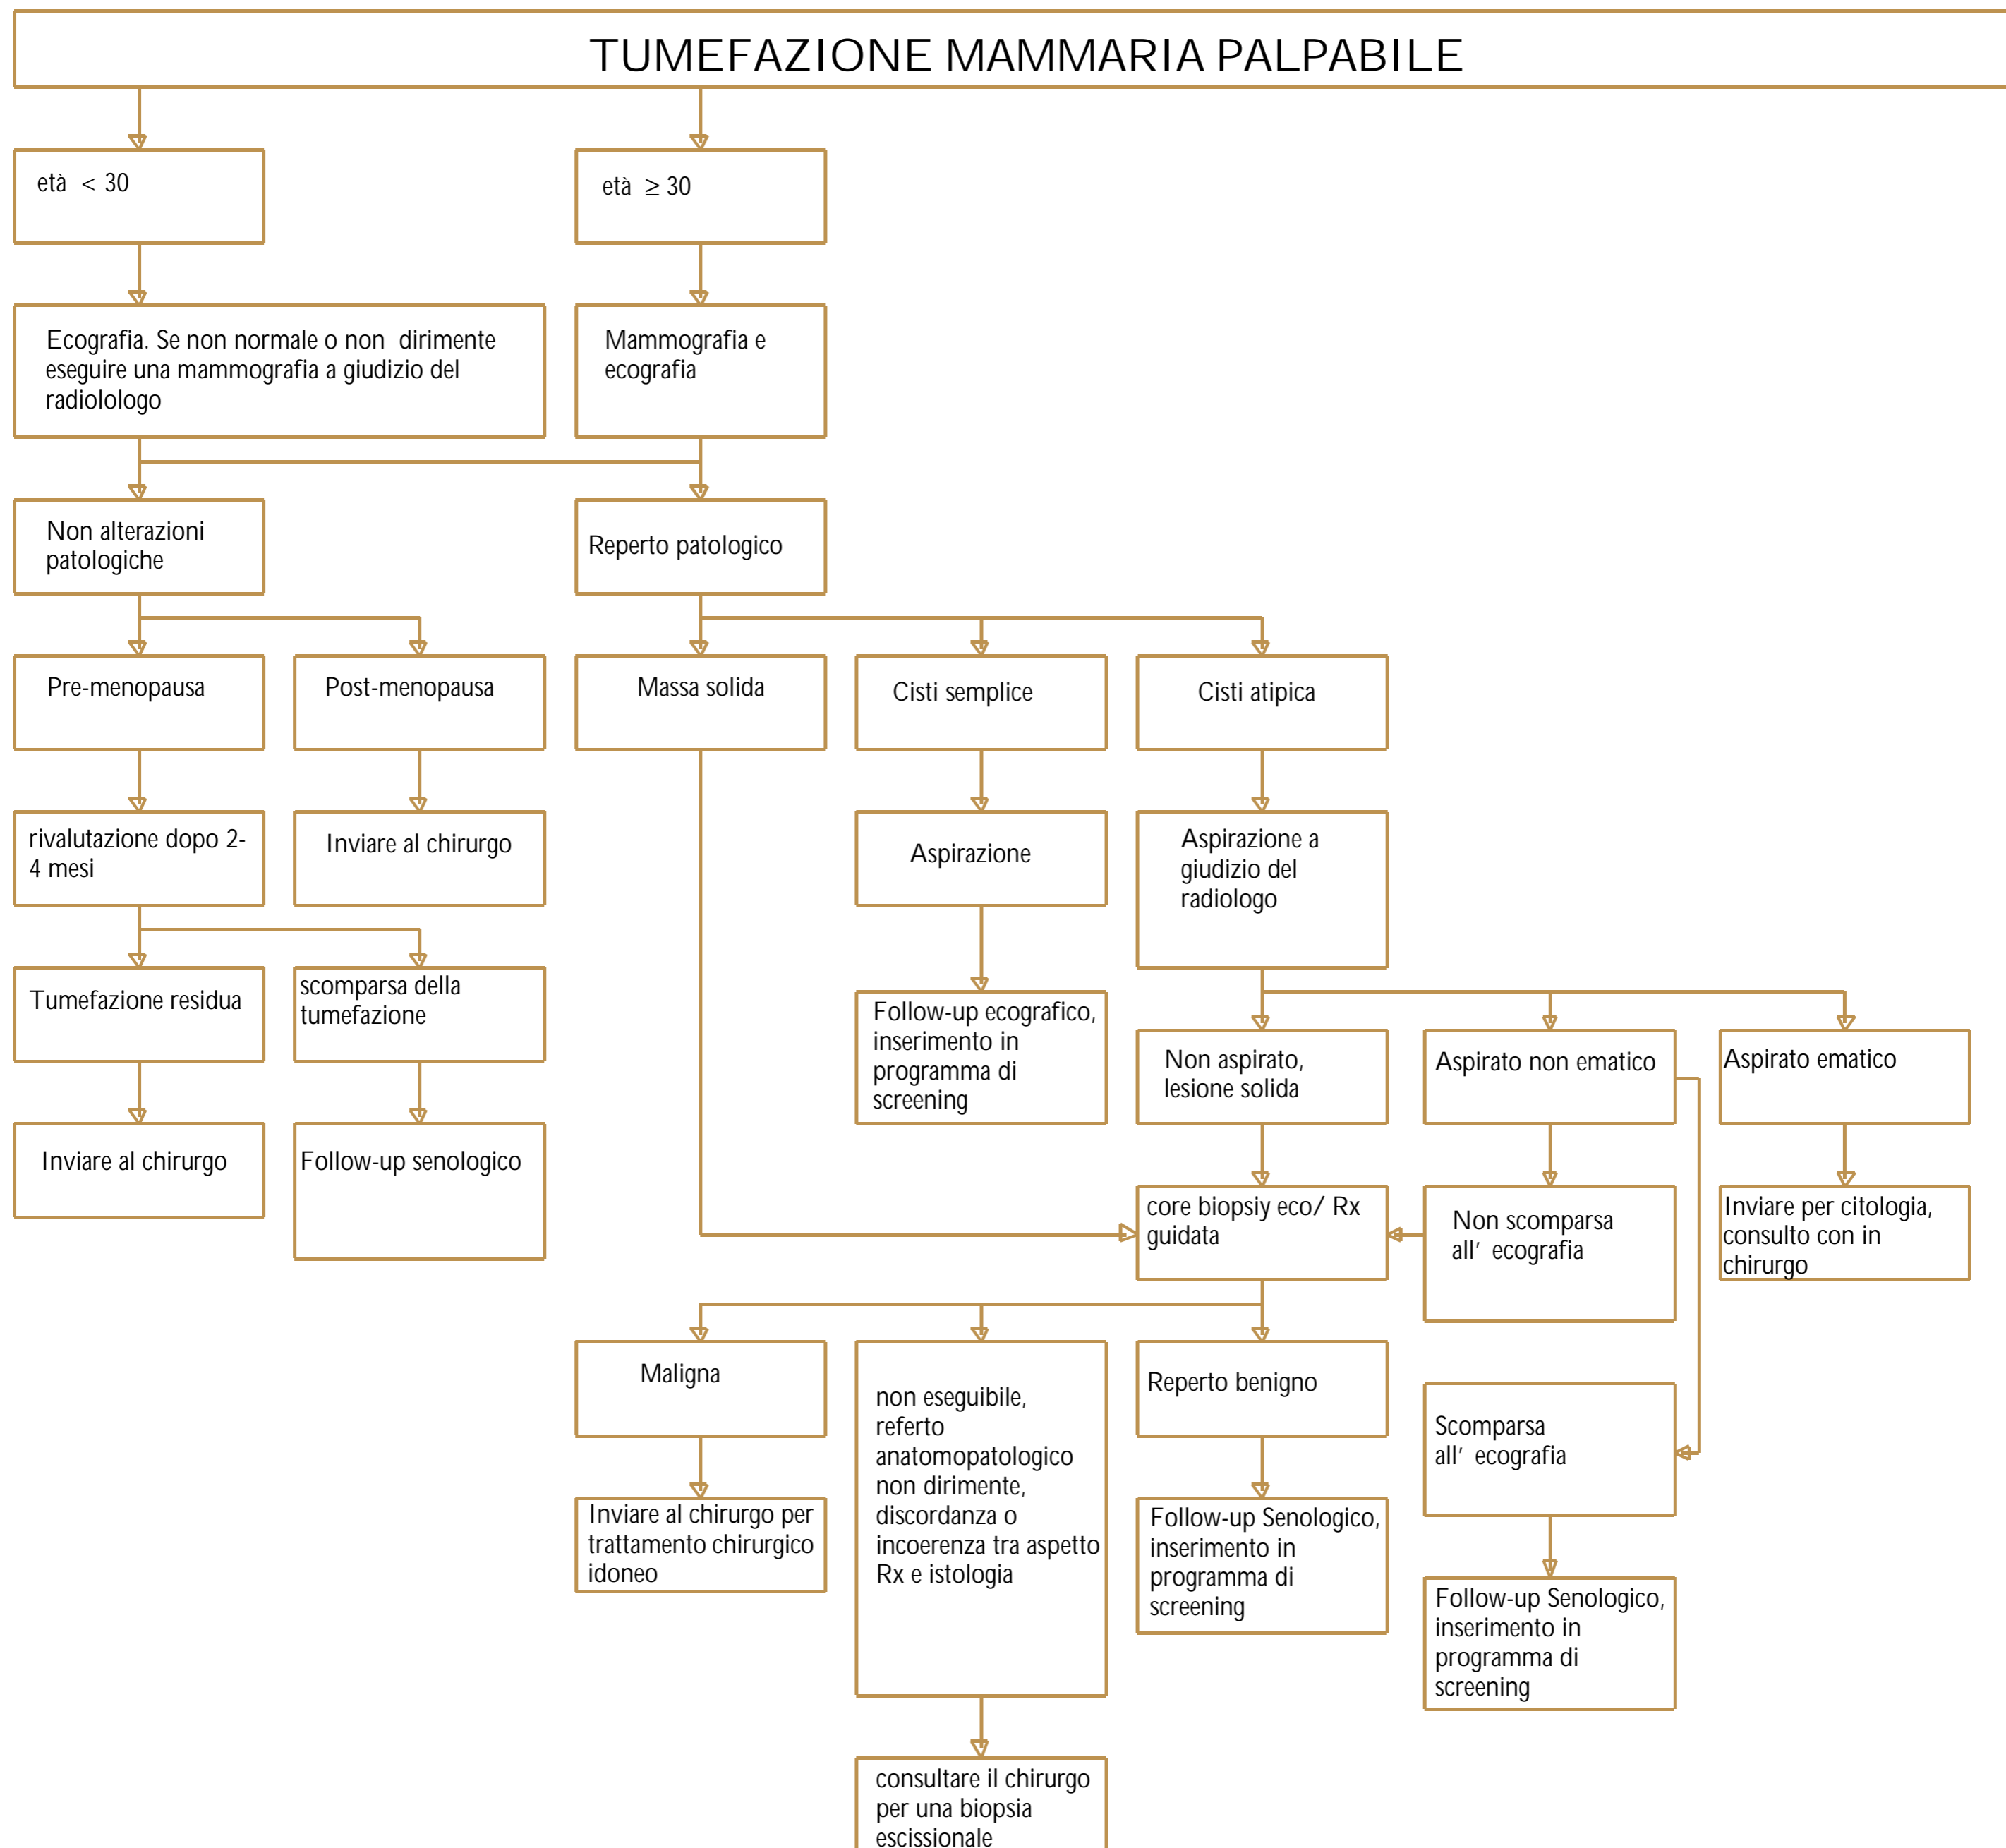 TUMEFAZIONE MAMMARIA PALPABILE
età < 30
età ≥ 30
Ecografia. Se non normale o non dirimente
eseguire una mammografia a giudizio del
radiolologo
Mammografia e
ecografia
Non alterazioni
patologiche
Reperto patologico
Pre-menopausa
Post-menopausa
Massa solida
Cisti semplice
Cisti atipica
rivalutazione dopo 2-
4 mesi
Inviare al chirurgo
Aspirazione
Aspirazione a
giudizio del
radiologo
Tumefazione residua
scomparsa della
tumefazione
Follow-up ecografico,
inserimento in
programma di
screening
Non aspirato,
lesione solida
Aspirato non ematico
Aspirato ematico
Inviare al chirurgo
Follow-up senologico
core biopsiy eco/ Rx
guidata
Non scomparsa
all' ecografia
Inviare per citologia,
consulto con in
chirurgo
Maligna
non eseguibile,
referto
anatomopatologico
non dirimente,
discordanza o
incoerenza tra aspetto
Rx e istologia
Reperto benigno
Scomparsa
all' ecografia
Inviare al chirurgo per
trattamento chirurgico
idoneo
Follow-up Senologico,
inserimento in
programma di
screening
Follow-up Senologico,
inserimento in
programma di
screening
consultare il chirurgo
per una biopsia
escissionale